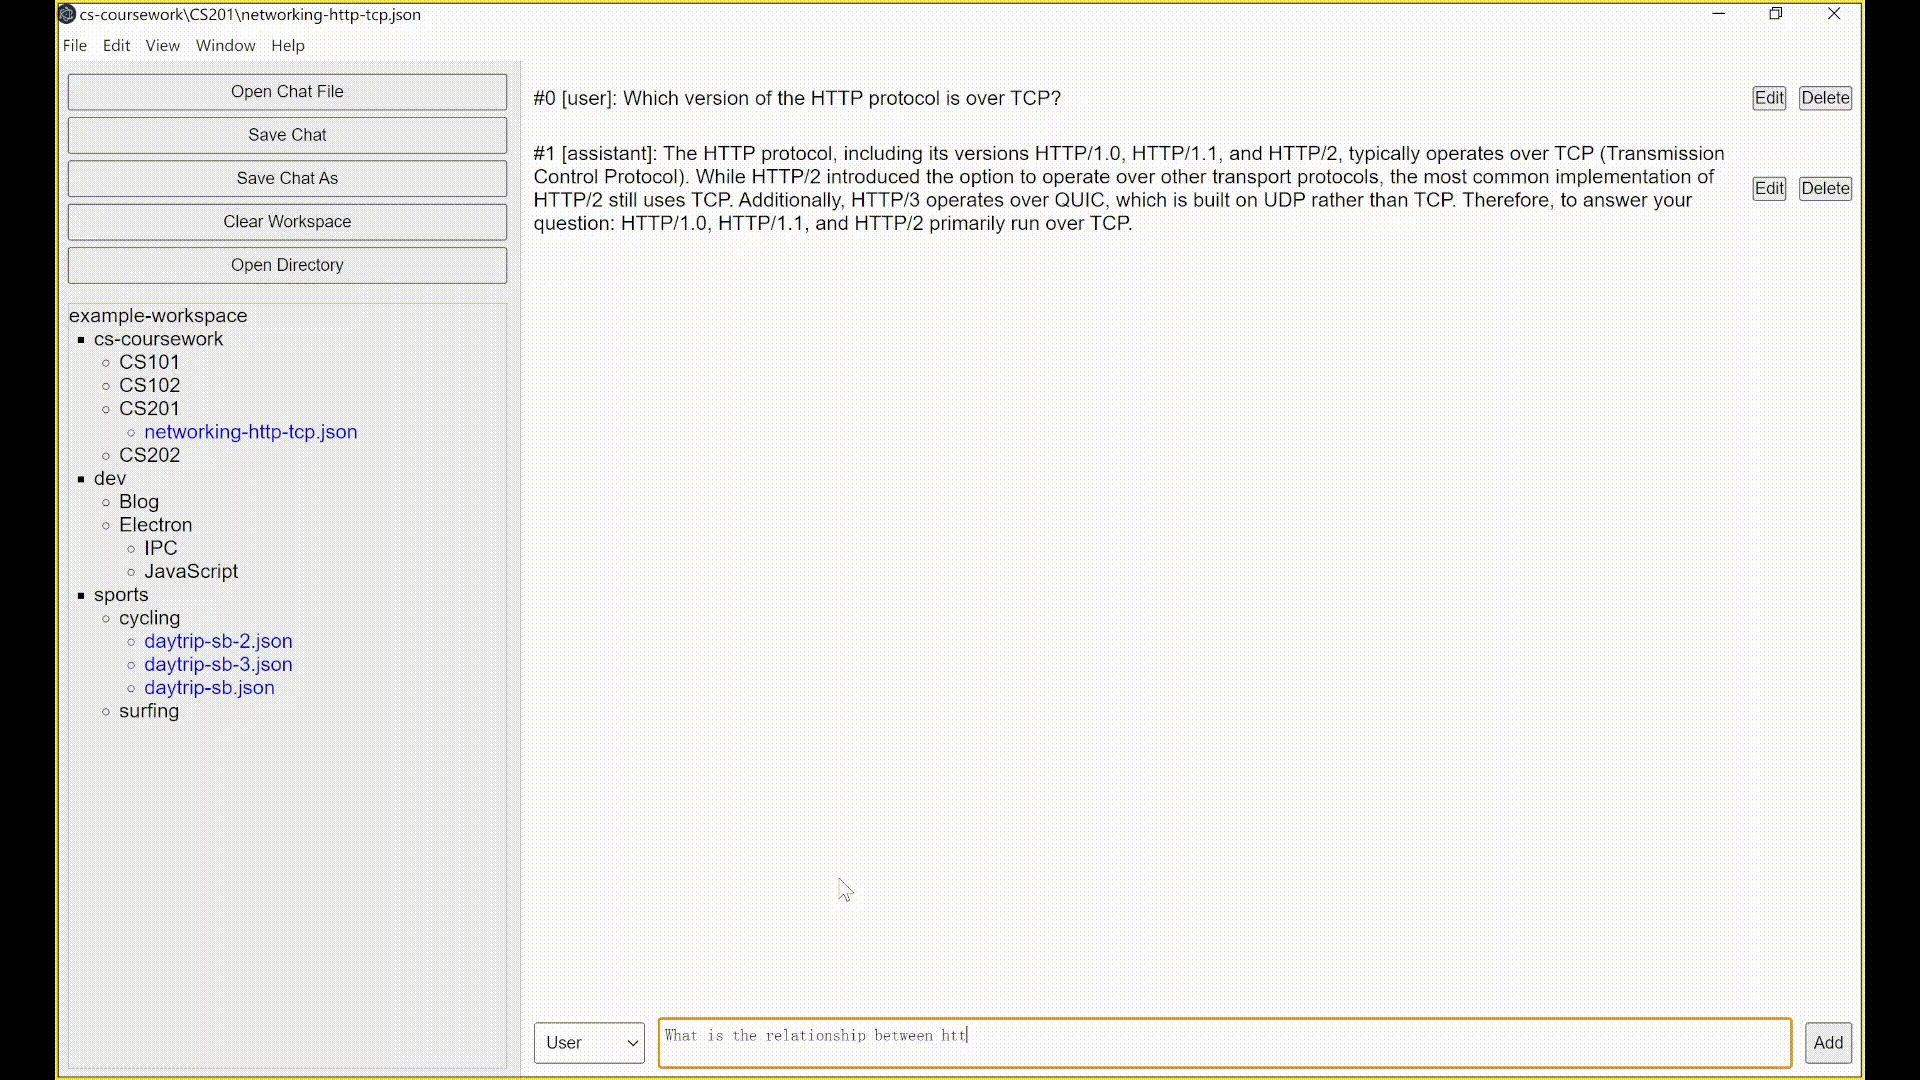 cs-coursework\CS201\networking-http-tcp.json
File Edit View Window Help
Open Chat File
Save Chat
Save Chat As
Clear Workspace
Open Directory
example-workspace
cs-coursework
CS101
CS102
CS201
networking-http-tcp.json
CS202
dev
Blog
Electron
IPC
JavaScript
sports
cycling
daytrip-sb-2.json
daytrip-sb-3.json
daytrip-sb.json
surfing
#0 [user]: Which version of the HTTP protocol is over TCP?
Edit Delete
#1 [assistant]: The HTTP protocol, including its versions HTTP/1.0, HTTP/1.1, and HTTP/2, typically operates over TCP (Transmission
Control Protocol). While HTTP/2 introduced the option to operate over other transport protocols, the most common implementation of
HTTP/2 still uses TCP. Additionally, HTTP/3 operates over QUIC, which is built on UDP rather than TCP. Therefore, to answer your
question: HTTP/1.0, HTTP/1.1, and HTTP/2 primarily run over TCP.
Edit Delete
User
What is the relationship between htt
Add